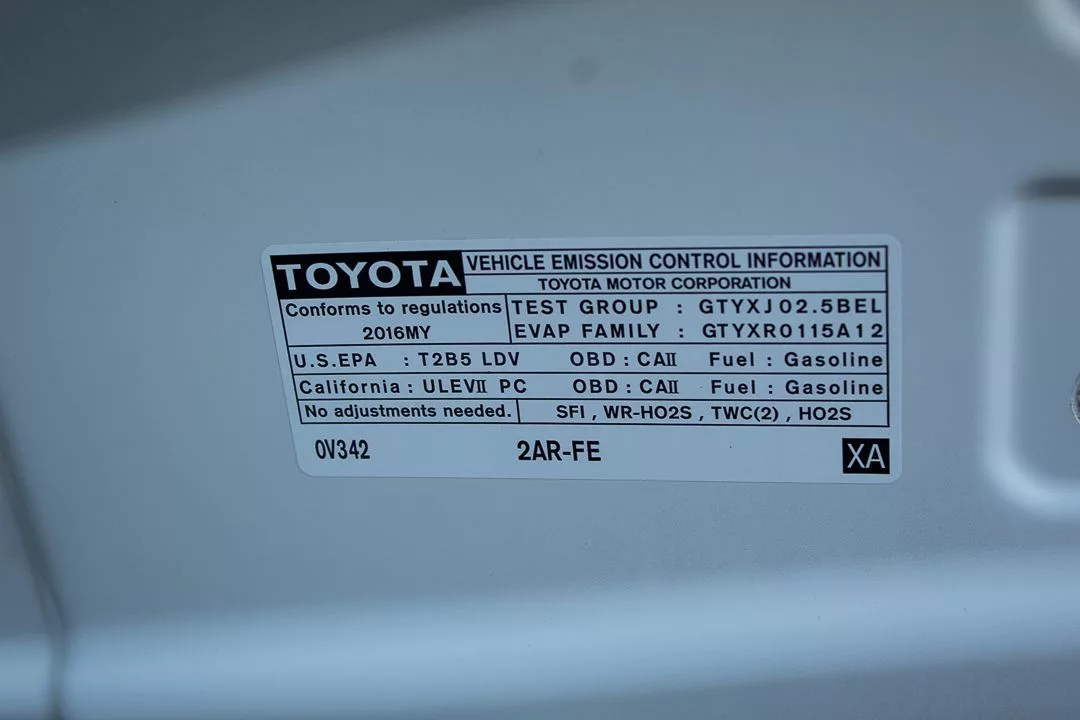 TOYOTA VEHICLE EMISSION CONTROL INFORMATION
TOYOTA MOTOR CORPORATION
Conforms to regulations TEST GROUP : GTYXJ02.5BEL
2016MY EVAP FAMILY : GTYXR0115A12
U.S.EPA : T2B5 LDV OBD : CAII Fuel : Gasoline
California : ULEVII PC OBD : CAII Fuel : Gasoline
No adjustments needed. SFI , WR-HO2S , TWC(2) , HO2S
0V342 2AR-FE XA